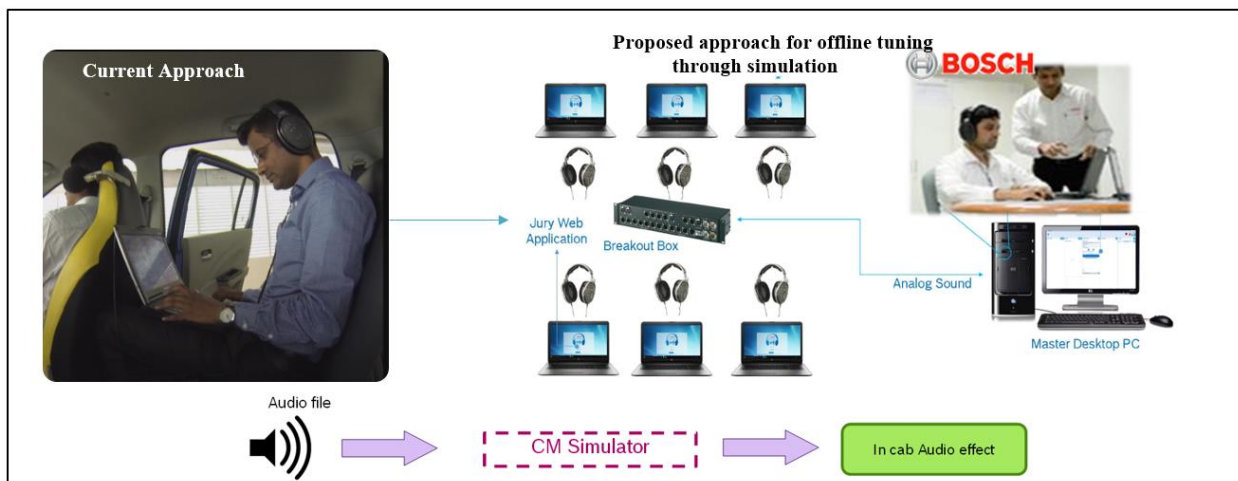 Current Approach
Proposed approach for offline tuning
through simulation
BOSCH
Jury Web
Application
Breakout Box
Analog Sound
Master Desktop PC
Audio file
CM Simulator
In cab Audio effect